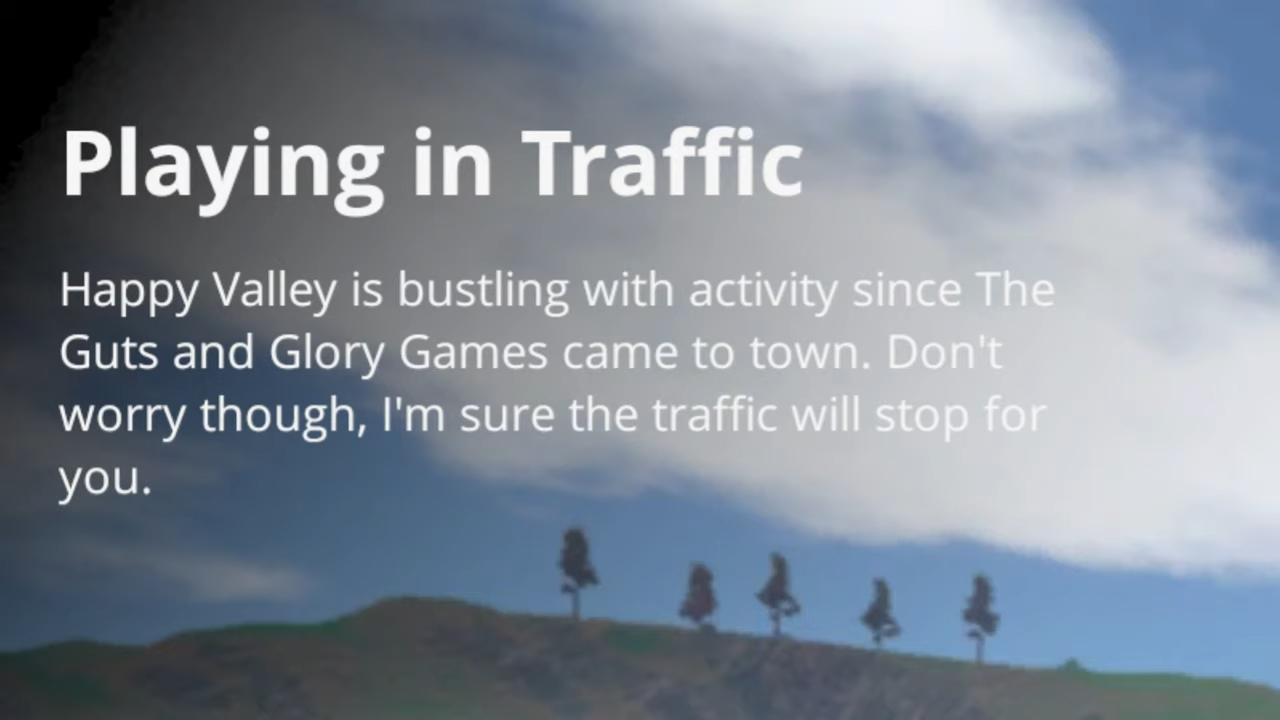 Playing in Traffic
Happy Valley is bustling with activity since The
Guts and Glory Games came to town. Don't
worry though, I'm sure the traffic will stop for
you.